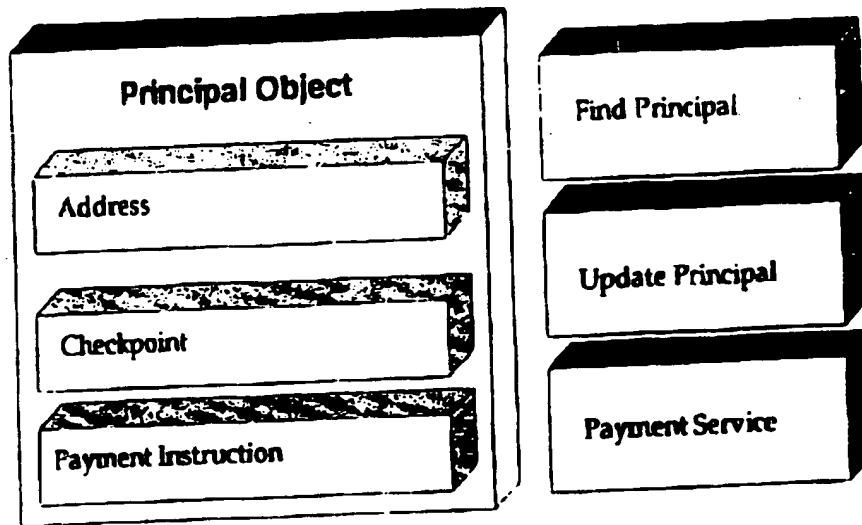 Principal Object
Address
Checkpoint
Payment Instruction
Find Principal
Update Principal
Payment Service